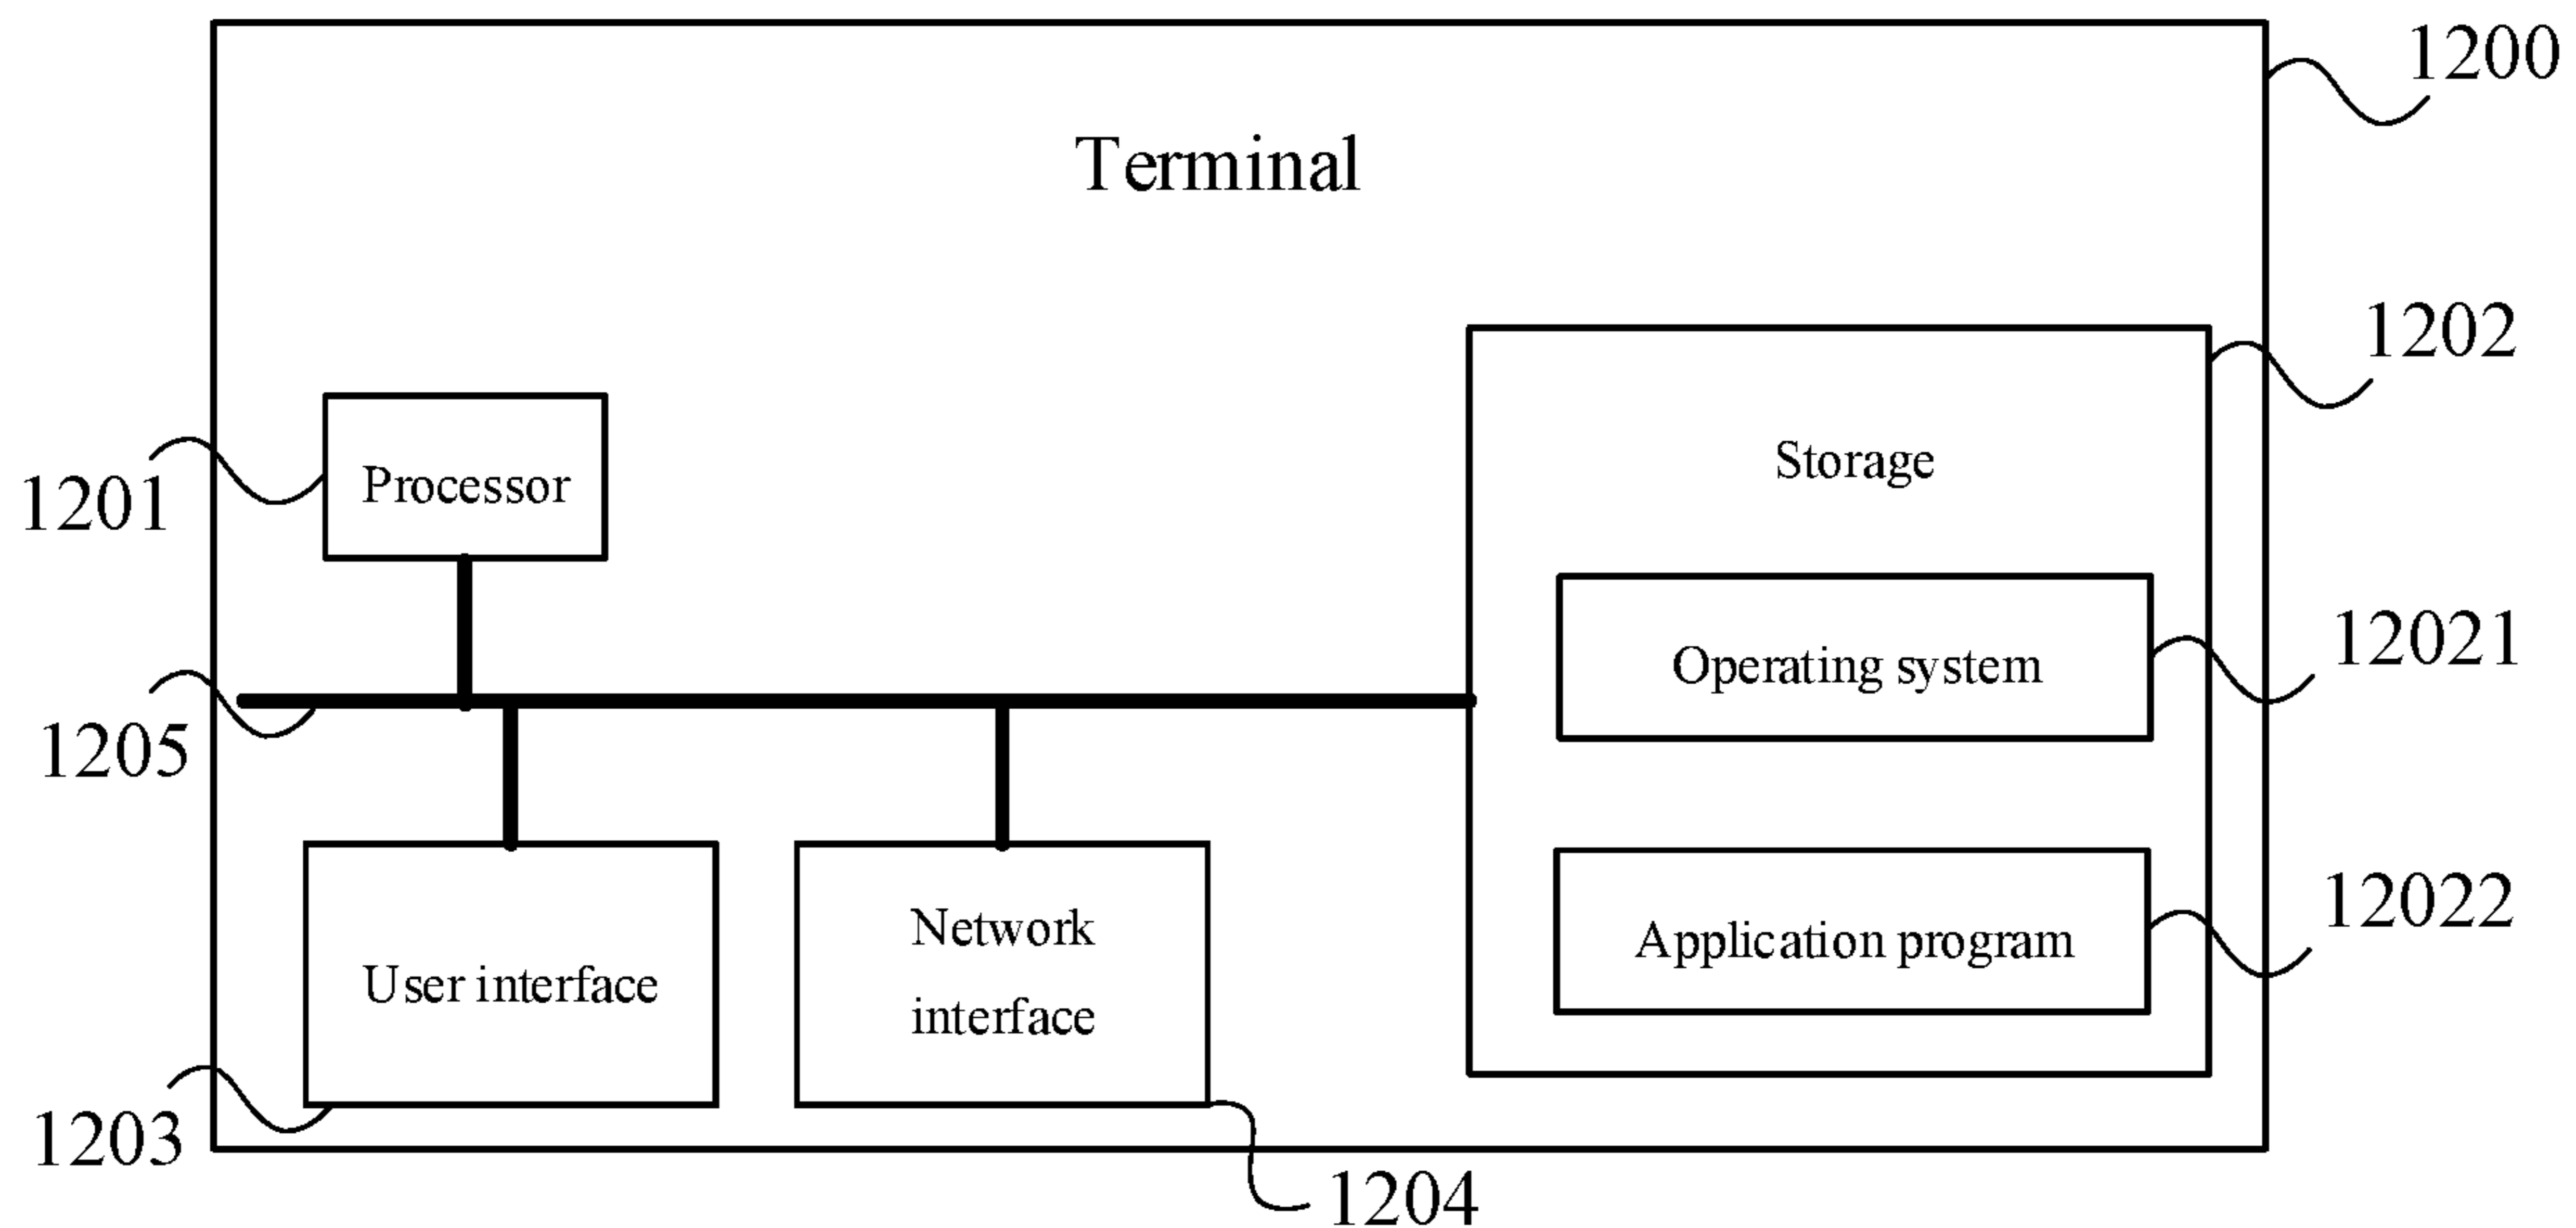 1200
Terminal
1202
Storage
1201
Processor
12021
Operating system
1205
12022
Application program
User interface
Network
interface
1203
1204